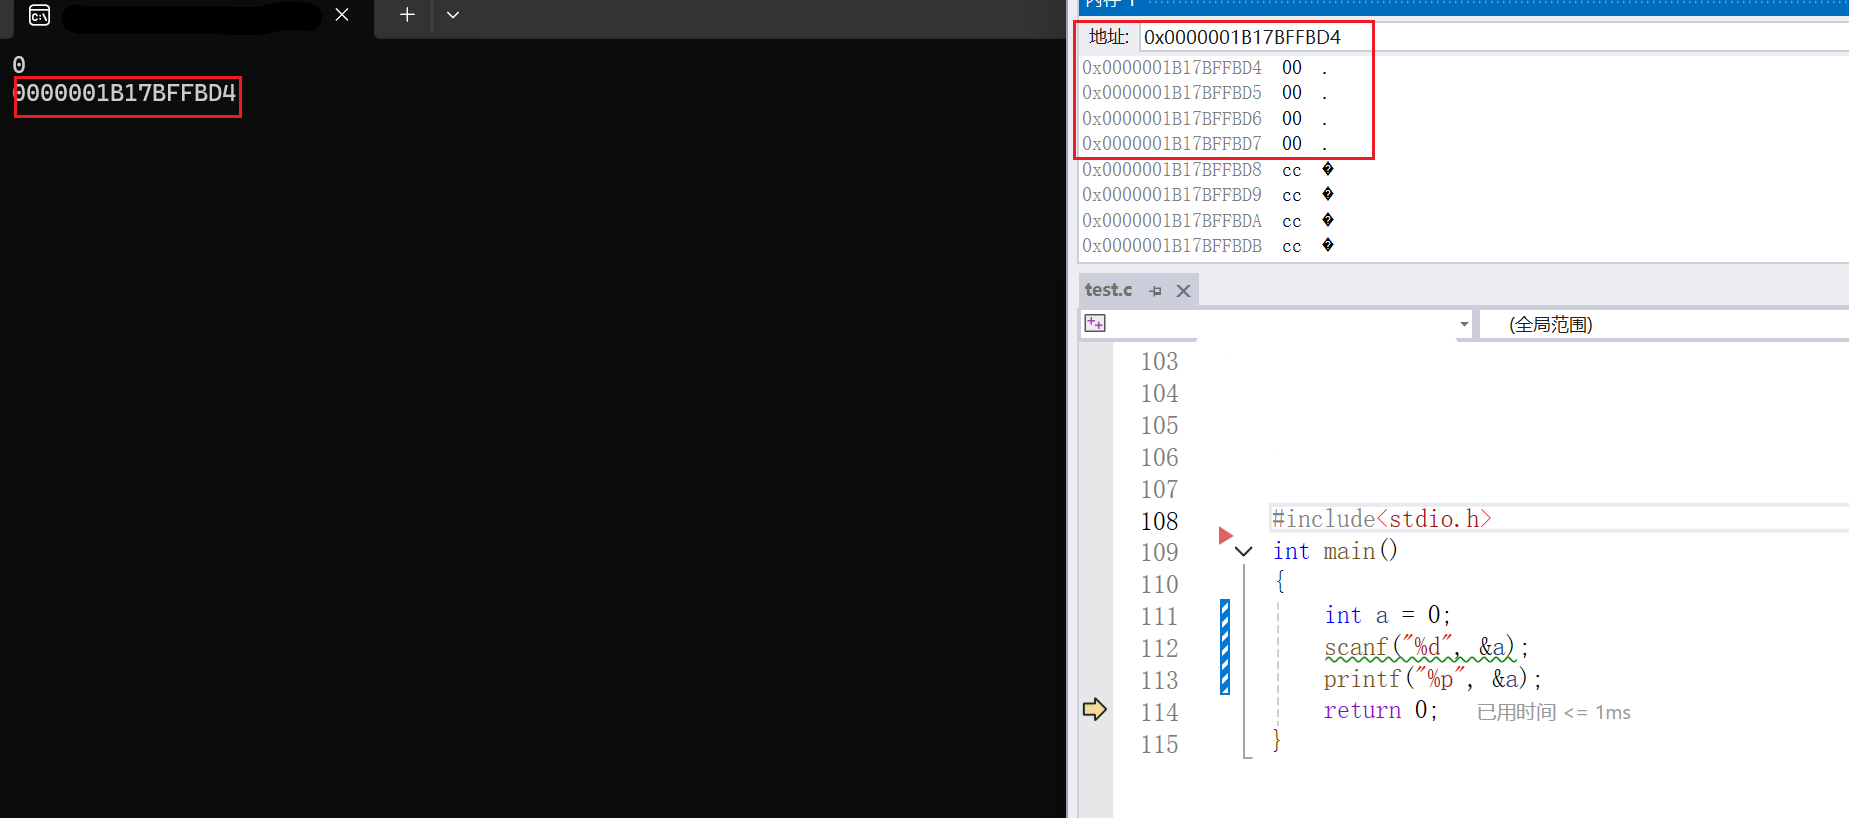 0
0000001B17BFFBD4
内存 1
地址: 0x0000001B17BFFBD4
0x0000001B17BFFBD4 00 .
0x0000001B17BFFBD5 00 .
0x0000001B17BFFBD6 00 .
0x0000001B17BFFBD7 00 .
0x0000001B17BFFBD8 cc �
0x0000001B17BFFBD9 cc �
0x0000001B17BFFBDA cc �
0x0000001B17BFFBDB cc �
test.c
(全局范围)
103
104
105
106
107
108 #include<stdio.h>
109 int main()
110 {
111 int a = 0;
112 scanf("%d", &a);
113 printf("%p", &a);
114 return 0; 已用时间 <= 1ms
115 }